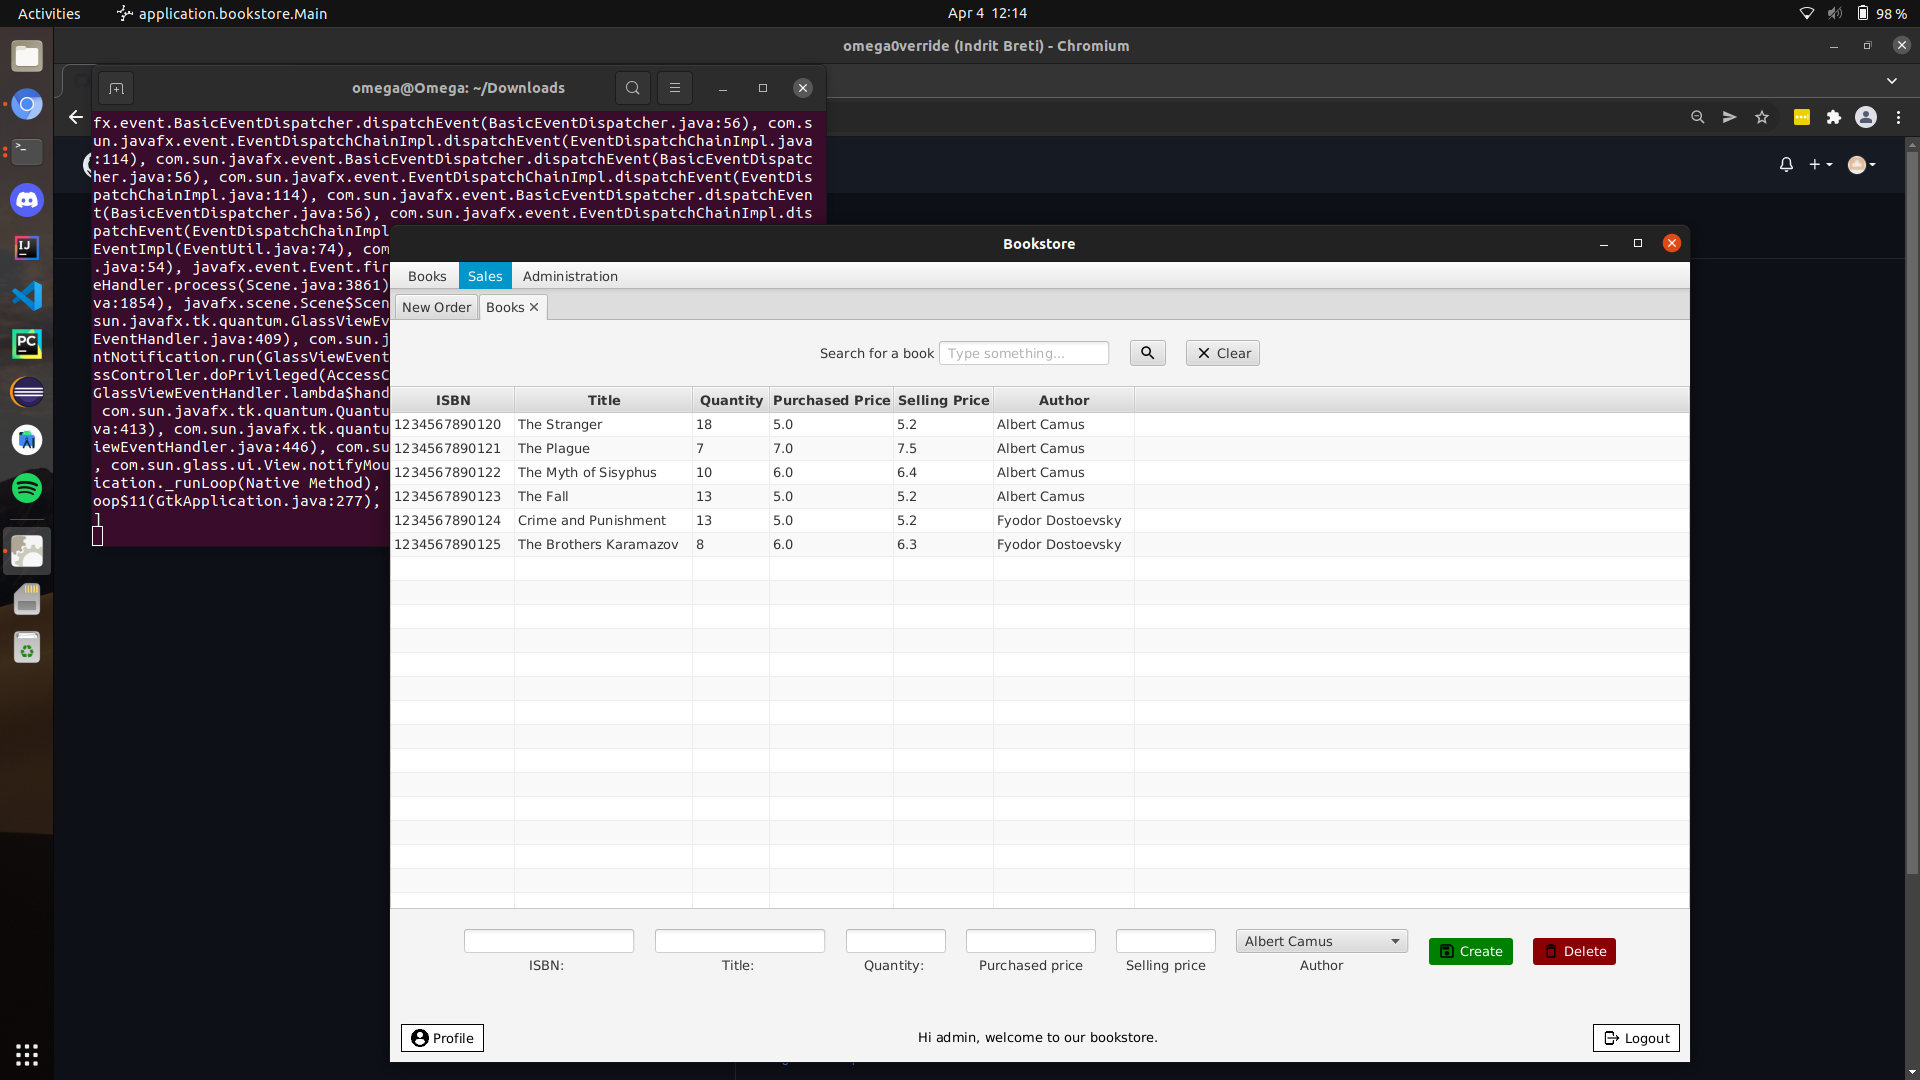 Activities
application.bookstore.Main
Apr 4 12:14
98 %
omega0verride (Indrit Breti) - Chromium
omega@Omega: ~/Downloads
fx.event.BasicEventDispatcher.dispatchEvent(BasicEventDispatcher.java:56), com.s
un.javafx.event.EventDispatchChainImpl.dispatchEvent(EventDispatchChainImpl.java
:114), com.sun.javafx.event.BasicEventDispatcher.dispatchEvent(BasicEventDispatc
her.java:56), com.sun.javafx.event.EventDispatchChainImpl.dispatchEvent(EventDis
patchChainImpl.java:114), com.sun.javafx.event.BasicEventDispatcher.dispatchEven
t(BasicEventDispatcher.java:56), com.sun.javafx.event.EventDispatchChainImpl.dis
patchEvent(EventDispatchChainImpl
EventImpl(EventUtil.java:74), com
.java:54), javafx.event.Event.fir
eHandler.process(Scene.java:3861)
va:1854), javafx.scene.Scene$Scen
sun.javafx.tk.quantum.GlassViewEv
EventHandler.java:409), com.sun.j
ntNotification.run(GlassViewEvent
ssController.doPrivileged(AccessC
GlassViewEventHandler.lambda$hand
com.sun.javafx.tk.quantum.Quantu
va:413), com.sun.javafx.tk.quantu
iewEventHandler.java:446), com.su
, com.sun.glass.ui.View.notifyMou
ication._runLoop(Native Method),
oop$11(GtkApplication.java:277),
]
Bookstore
Books Sales Administration
New Order Books
Search for a book Type something... Clear
ISBN Title Quantity Purchased Price Selling Price Author
1234567890120 The Stranger 18 5.0 5.2 Albert Camus
1234567890121 The Plague 7 7.0 7.5 Albert Camus
1234567890122 The Myth of Sisyphus 10 6.0 6.4 Albert Camus
1234567890123 The Fall 13 5.0 5.2 Albert Camus
1234567890124 Crime and Punishment 13 5.0 5.2 Fyodor Dostoevsky
1234567890125 The Brothers Karamazov 8 6.0 6.3 Fyodor Dostoevsky
Albert Camus
Create Delete
ISBN: Title: Quantity: Purchased price Selling price Author
Profile
Hi admin, welcome to our bookstore.
Logout